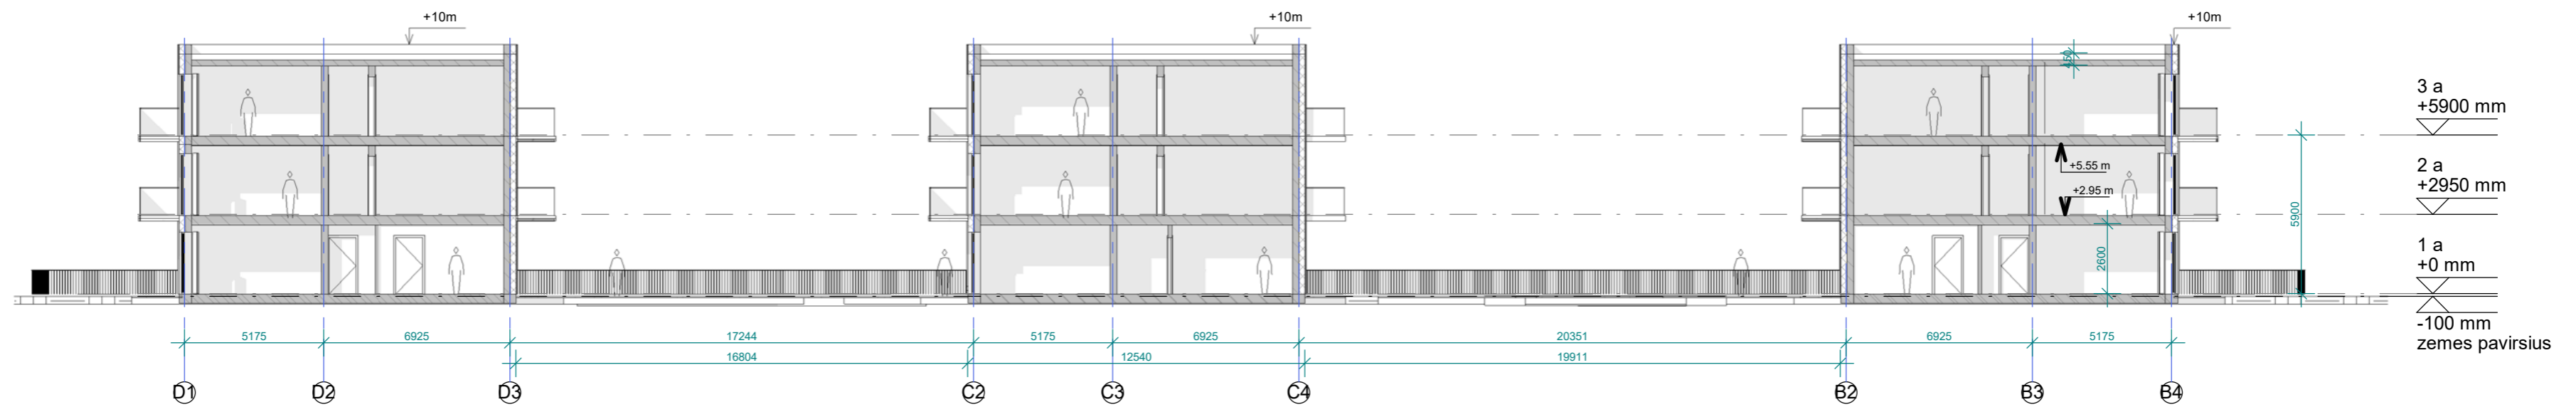 +10m
+10m
+10m
450
3 a
+5900 mm
+5.55 m
2 a
+2950 mm
+2.95 m
5900
2600
1 a
+0 mm
-100 mm
zemes pavirsius
5175
6925
17244
5175
6925
20351
6925
5175
16804
12540
19911
D1
D2
D3
C2
C3
C4
B2
B3
B4